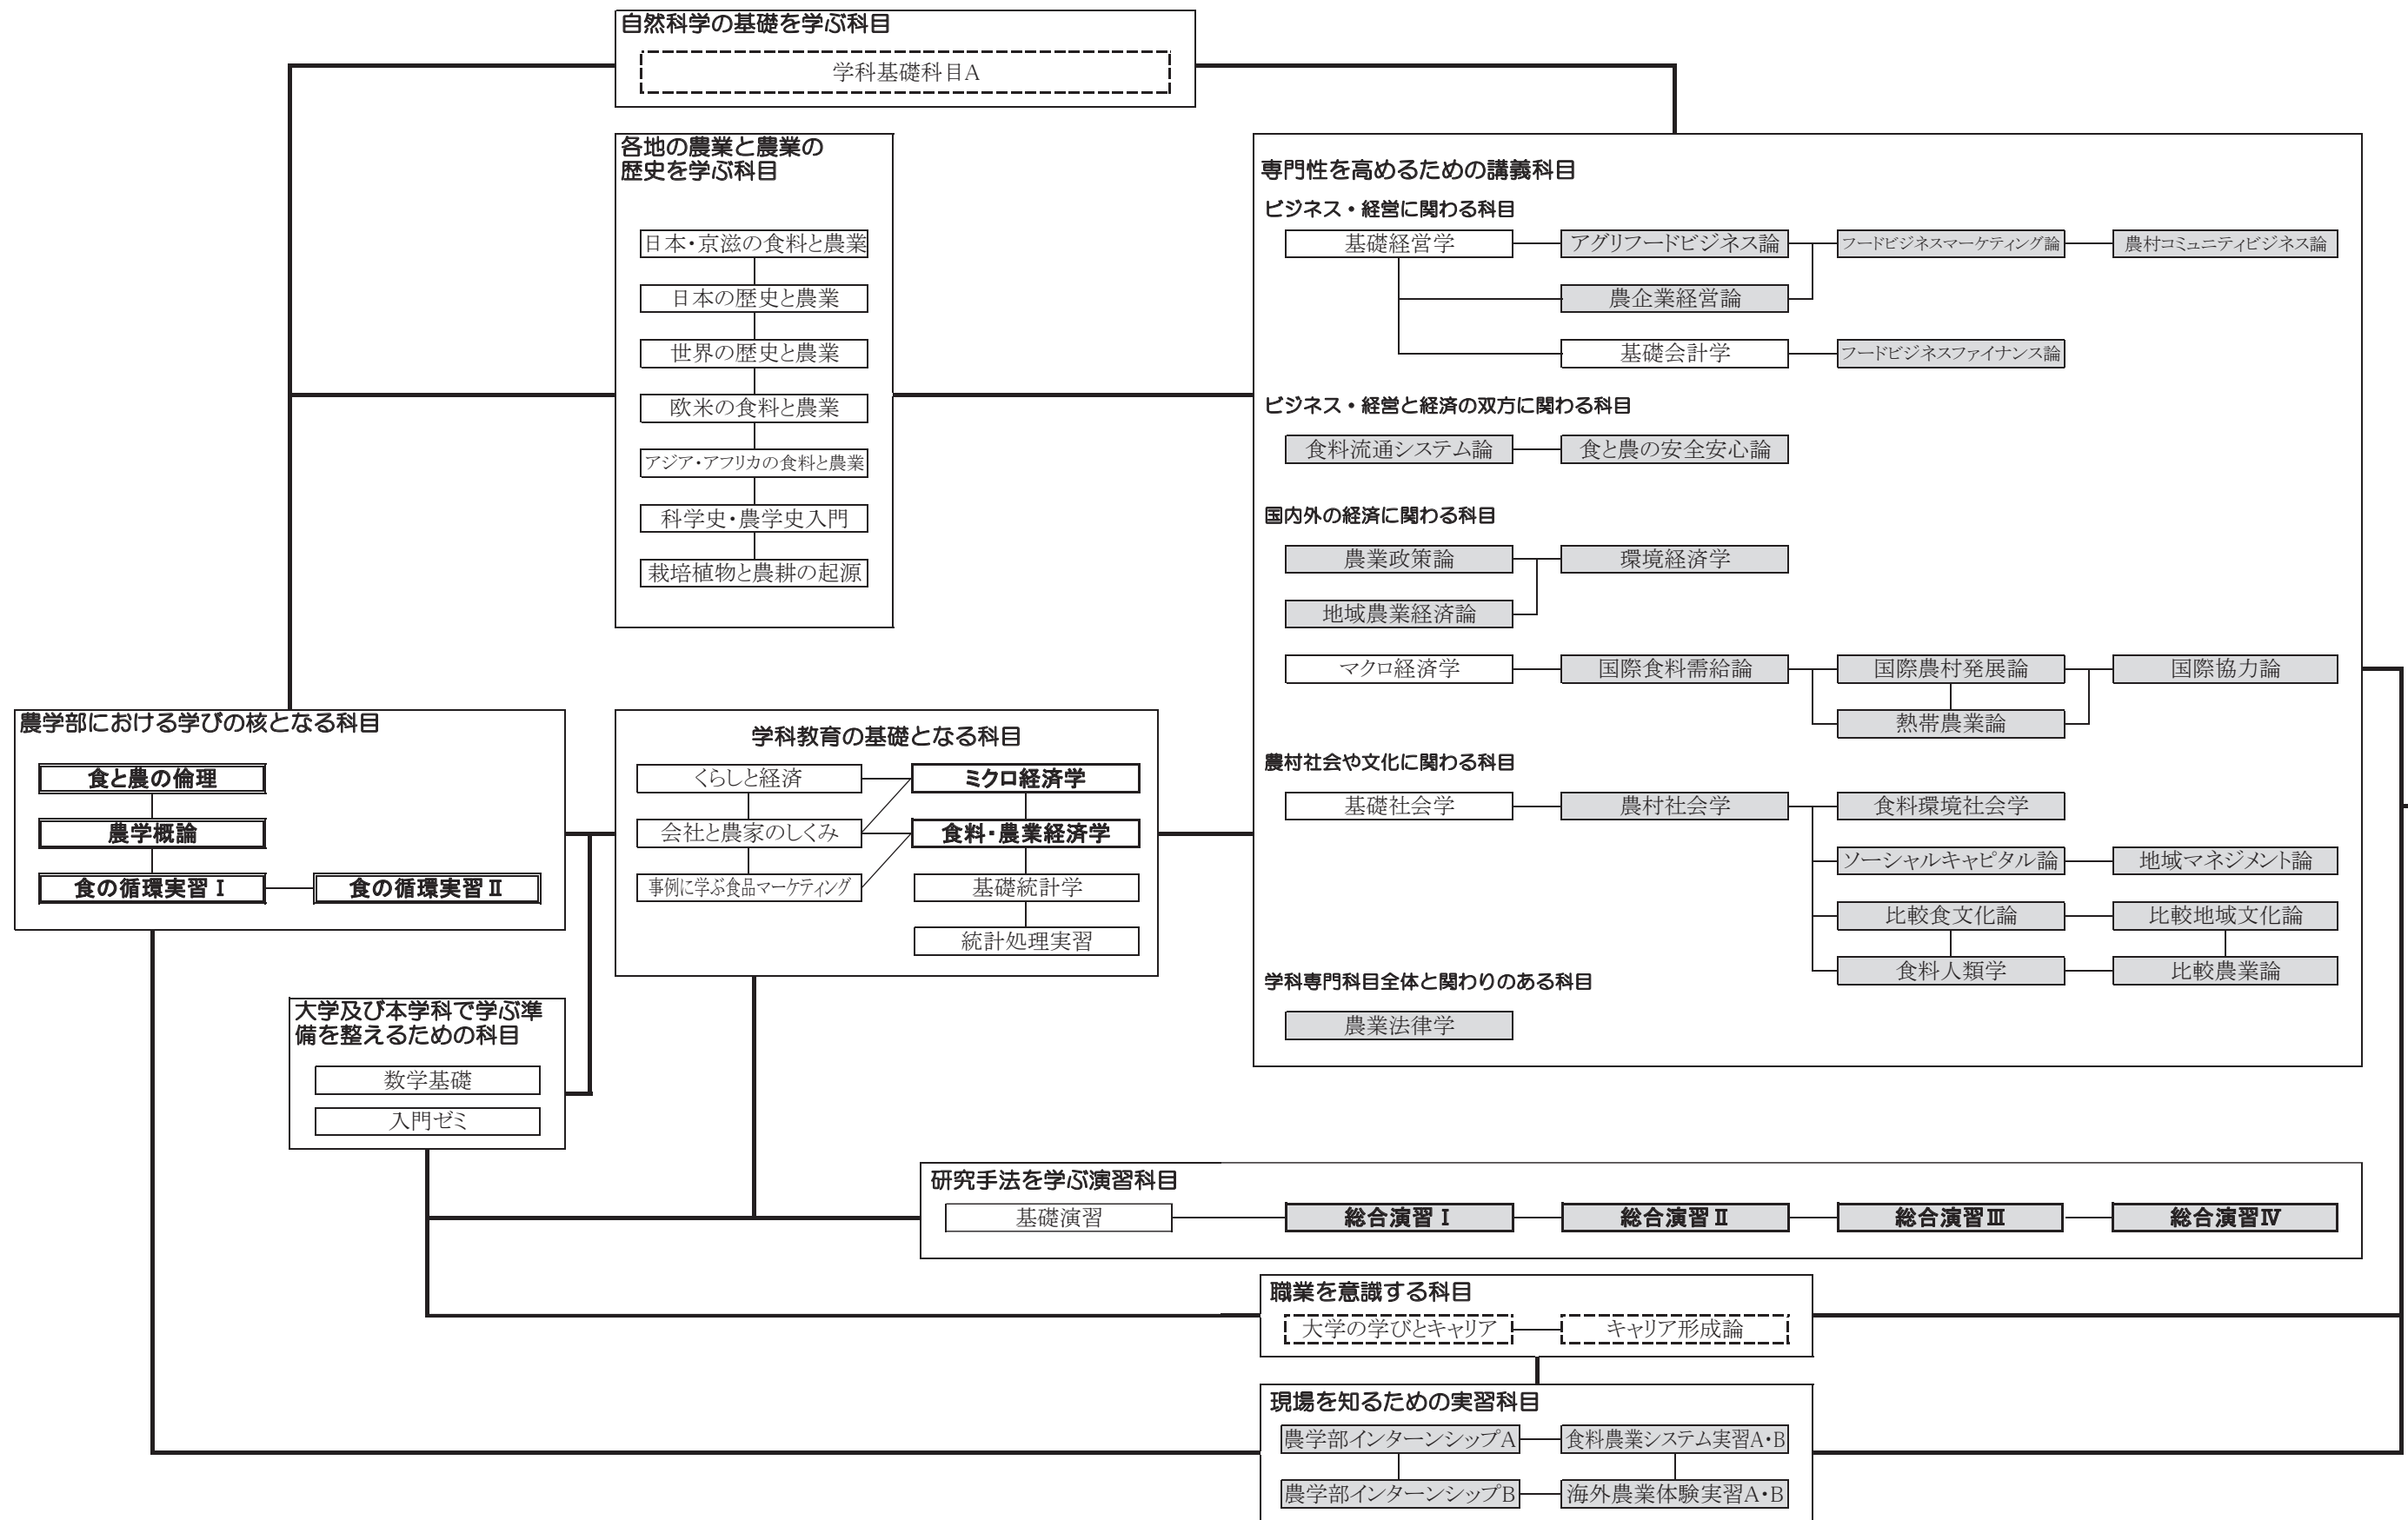 自然科学の基礎を学ぶ科目
学科基礎科目A
各地の農業と農業の
歴史を学ぶ科目
日本・京滋の食料と農業
日本の歴史と農業
世界の歴史と農業
欧米の食料と農業
アジア・アフリカの食料と農業
科学史・農学史入門
栽培植物と農耕の起源
専門性を高めるための講義科目
ビジネス・経営に関わる科目
基礎経営学
アグリフードビジネス論
フードビジネスマーケティング論
農村コミュニティビジネス論
農企業経営論
基礎会計学
フードビジネスファイナンス論
ビジネス・経営と経済の双方に関わる科目
食料流通システム論
食と農の安全安心論
国内外の経済に関わる科目
農業政策論
環境経済学
地域農業経済論
マクロ経済学
国際食料需給論
国際農村発展論
国際協力論
熱帯農業論
農村社会や文化に関わる科目
基礎社会学
農村社会学
食料環境社会学
ソーシャルキャピタル論
地域マネジメント論
比較食文化論
比較地域文化論
食料人類学
比較農業論
学科専門科目全体と関わりのある科目
農業法律学
農学部における学びの核となる科目
食と農の倫理
農学概論
食の循環実習Ⅰ
食の循環実習Ⅱ
学科教育の基礎となる科目
くらしと経済
ミクロ経済学
会社と農家のしくみ
食料・農業経済学
事例に学ぶ食品マーケティング
基礎統計学
統計処理実習
大学及び本学科で学ぶ準
備を整えるための科目
数学基礎
入門ゼミ
研究手法を学ぶ演習科目
基礎演習
総合演習Ⅰ
総合演習Ⅱ
総合演習Ⅲ
総合演習Ⅳ
職業を意識する科目
大学の学びとキャリア
キャリア形成論
現場を知るための実習科目
農学部インターンシップA
食料農業システム実習A・B
農学部インターンシップB
海外農業体験実習A・B